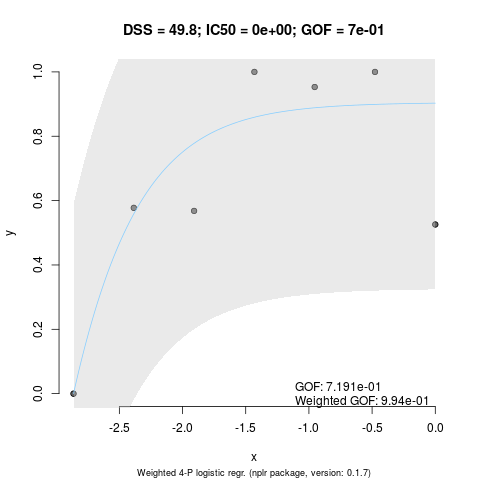 DSS = 49.8; IC50 = 0e+00; GOF = 7e-01
1.0
0.8
0.6
0.4
0.2
0.0
y
GOF: 7.191e-01
Weighted GOF: 9.94e-01
-2.5 -2.0 -1.5 -1.0 -0.5 0.0
x
Weighted 4-P logistic regr. (nplr package, version: 0.1.7)